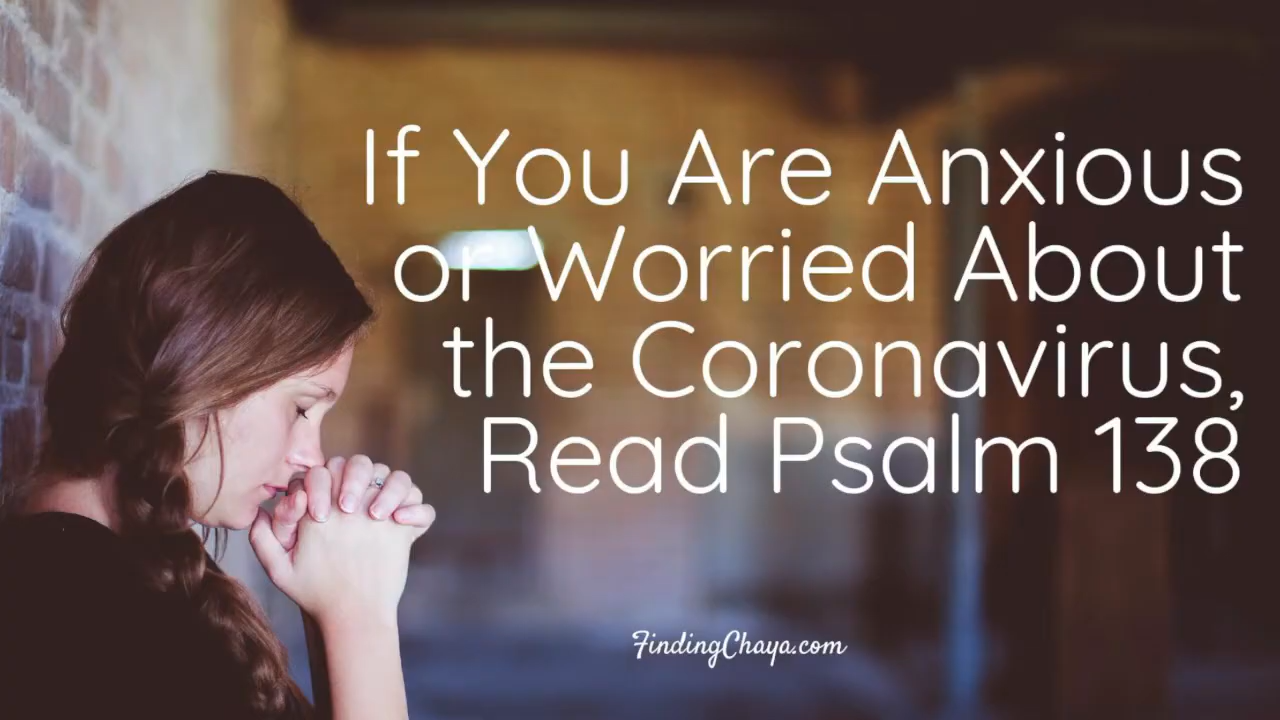 If You Are Anxious
or Worried About
the Coronavirus,
Read Psalm 138
FindingChaya.com